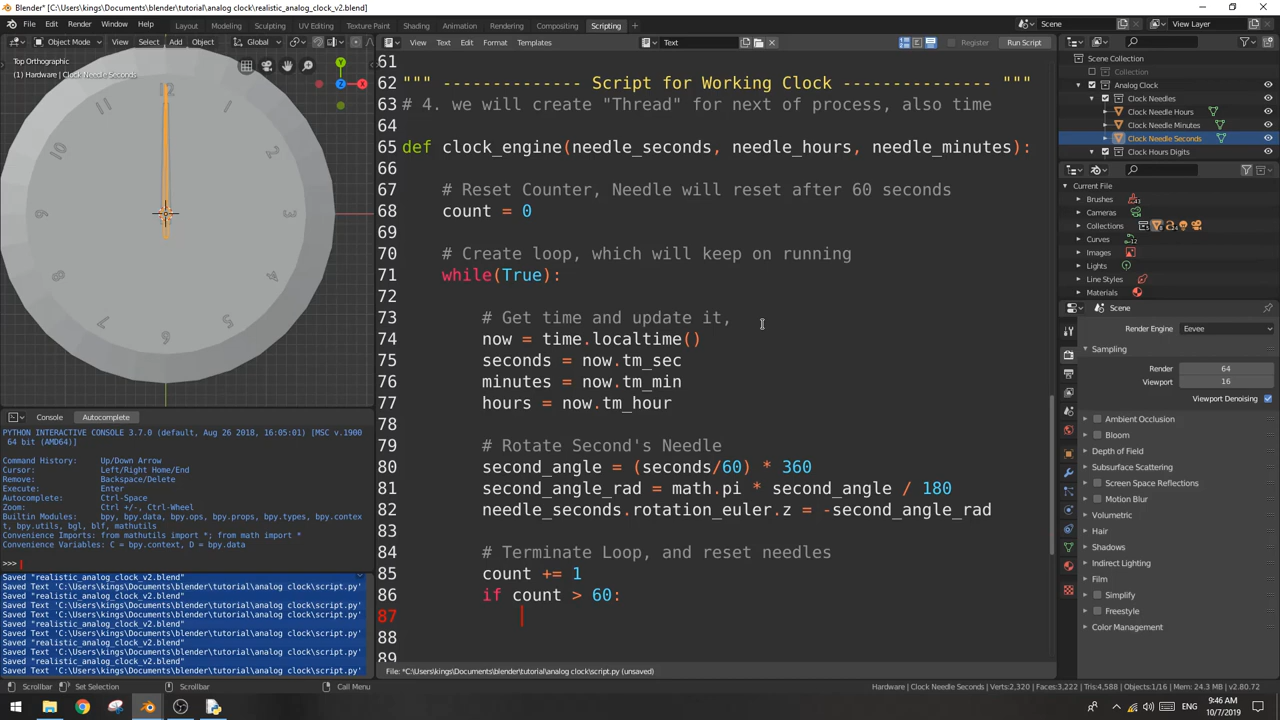 Blender* [C:\Users\kings\Documents\blender\tutorial\analog clock\realistic_analog_clock_v2.blend]
File Edit Render Window Help Layout Modeling Sculpting UV Editing Texture Paint Shading Animation Rendering Compositing Scripting + Scene View Layer
Object Mode View Select Add Object Global
View Text Edit Format Templates Text Register Run Script
Top Orthographic
(1) Hardware | Clock Needle Seconds
Y
Z
X
12
11
1
10
2
9
3
8
4
7
6
Console Autocomplete
PYTHON INTERACTIVE CONSOLE 3.7.0 (default, Aug 26 2018, 16:05:01) [MSC v.1900
64 bit (AMD64)]
Command History: Up/Down Arrow
Cursor: Left/Right Home/End
Remove: Backspace/Delete
Execute: Enter
Autocomplete: Ctrl-Space
Zoom: Ctrl +/-, Ctrl-Wheel
Builtin Modules: bpy, bpy.data, bpy.ops, bpy.props, bpy.types, bpy.contex
t, bpy.utils, bgl, blf, mathutils
Convenience Imports: from mathutils import *; from math import *
Convenience Variables: C = bpy.context, D = bpy.data
>>>
Saved "realistic_analog_clock_v2.blend"
Saved Text 'C:\Users\kings\Documents\blender\tutorial\analog clock\script.py'
Saved "realistic_analog_clock_v2.blend"
Saved Text 'C:\Users\kings\Documents\blender\tutorial\analog clock\script.py'
Saved "realistic_analog_clock_v2.blend"
Saved Text 'C:\Users\kings\Documents\blender\tutorial\analog clock\script.py'
Saved "realistic_analog_clock_v2.blend"
Saved Text 'C:\Users\kings\Documents\blender\tutorial\analog clock\script.py'
Saved "realistic_analog_clock_v2.blend"
Saved Text 'C:\Users\kings\Documents\blender\tutorial\analog clock\script.py'
61
62 """ -------------- Script for Working Clock --------------- """
63 # 4. we will create "Thread" for next of process, also time
64
65 def clock_engine(needle_seconds, needle_hours, needle_minutes):
66
67 # Reset Counter, Needle will reset after 60 seconds
68 count = 0
69
70 # Create loop, which will keep on running
71 while(True):
72
73 # Get time and update it,
74 now = time.localtime()
75 seconds = now.tm_sec
76 minutes = now.tm_min
77 hours = now.tm_hour
78
79 # Rotate Second's Needle
80 second_angle = (seconds/60) * 360
81 second_angle_rad = math.pi * second_angle / 180
82 needle_seconds.rotation_euler.z = -second_angle_rad
83
84 # Terminate Loop, and reset needles
85 count += 1
86 if count > 60:
87
88
89
File: *C:\Users\kings\Documents\blender\tutorial\analog clock\script.py (unsaved)
Scene Collection
Collection
Analog Clock
Clock Needles
Clock Needle Hours
Clock Needle Minutes
Clock Needle Seconds
Clock Hours Digits
Current File
Brushes
Cameras
Collections
Curves
Images
Lights
Line Styles
Materials
Scene
Render Engine Eevee
Sampling
Render 64
Viewport 16
Viewport Denoising
Ambient Occlusion
Bloom
Depth of Field
Subsurface Scattering
Screen Space Reflections
Motion Blur
Volumetric
Hair
Shadows
Indirect Lighting
Film
Simplify
Freestyle
Color Management
Scrollbar Set Selection Scrollbar Call Menu
Hardware | Clock Needle Seconds | Verts:2,320 | Faces:3,222 | Tris:4,588 | Objects:1/16 | Mem: 24.3 MB | v2.80.72
ENG
9:46 AM
10/7/2019